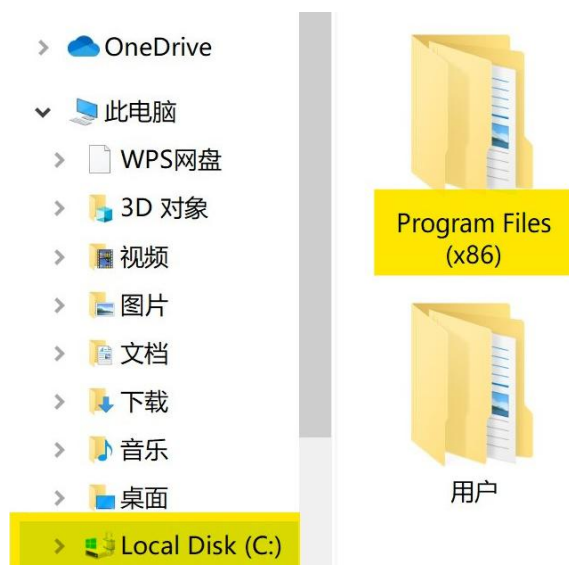 OneDrive
此电脑
WPS网盘
3D 对象
视频
图片
文档
下载
音乐
桌面
Local Disk (C:)
Program Files
(x86)
用户